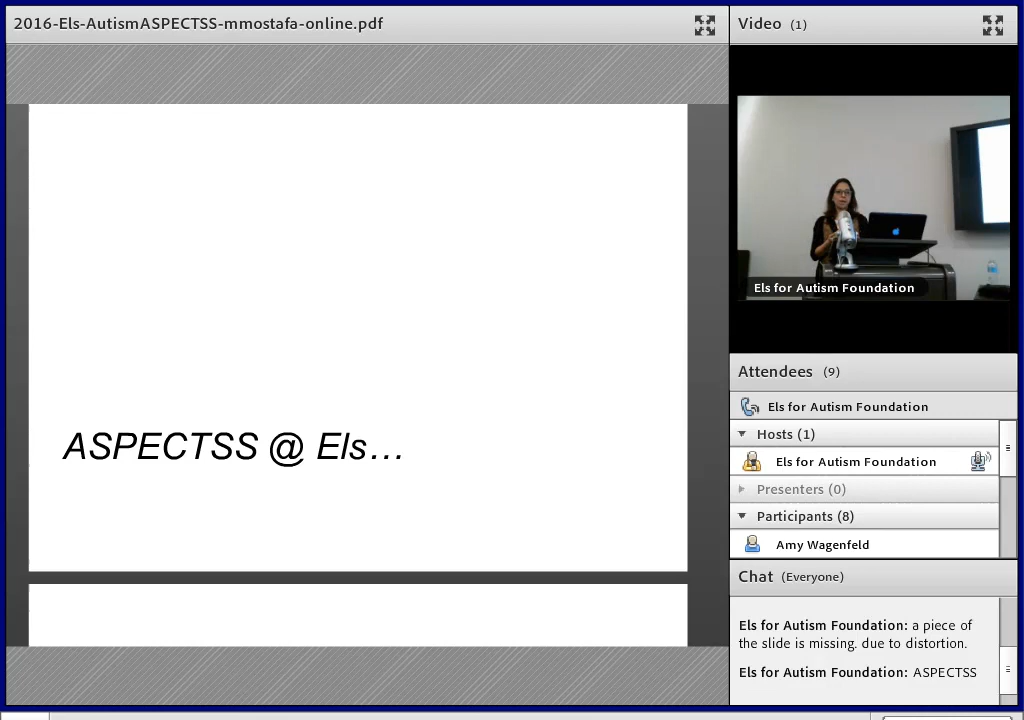 2016-Els-AutismASPECTSS-mmostafa-online.pdf
ASPECTSS @ Els…
Video (1)
Els for Autism Foundation
Attendees (9)
Els for Autism Foundation
Hosts (1)
Els for Autism Foundation
Presenters (0)
Participants (8)
Amy Wagenfeld
Chat (Everyone)
Els for Autism Foundation: a piece of
the slide is missing. due to distortion.
Els for Autism Foundation: ASPECTSS